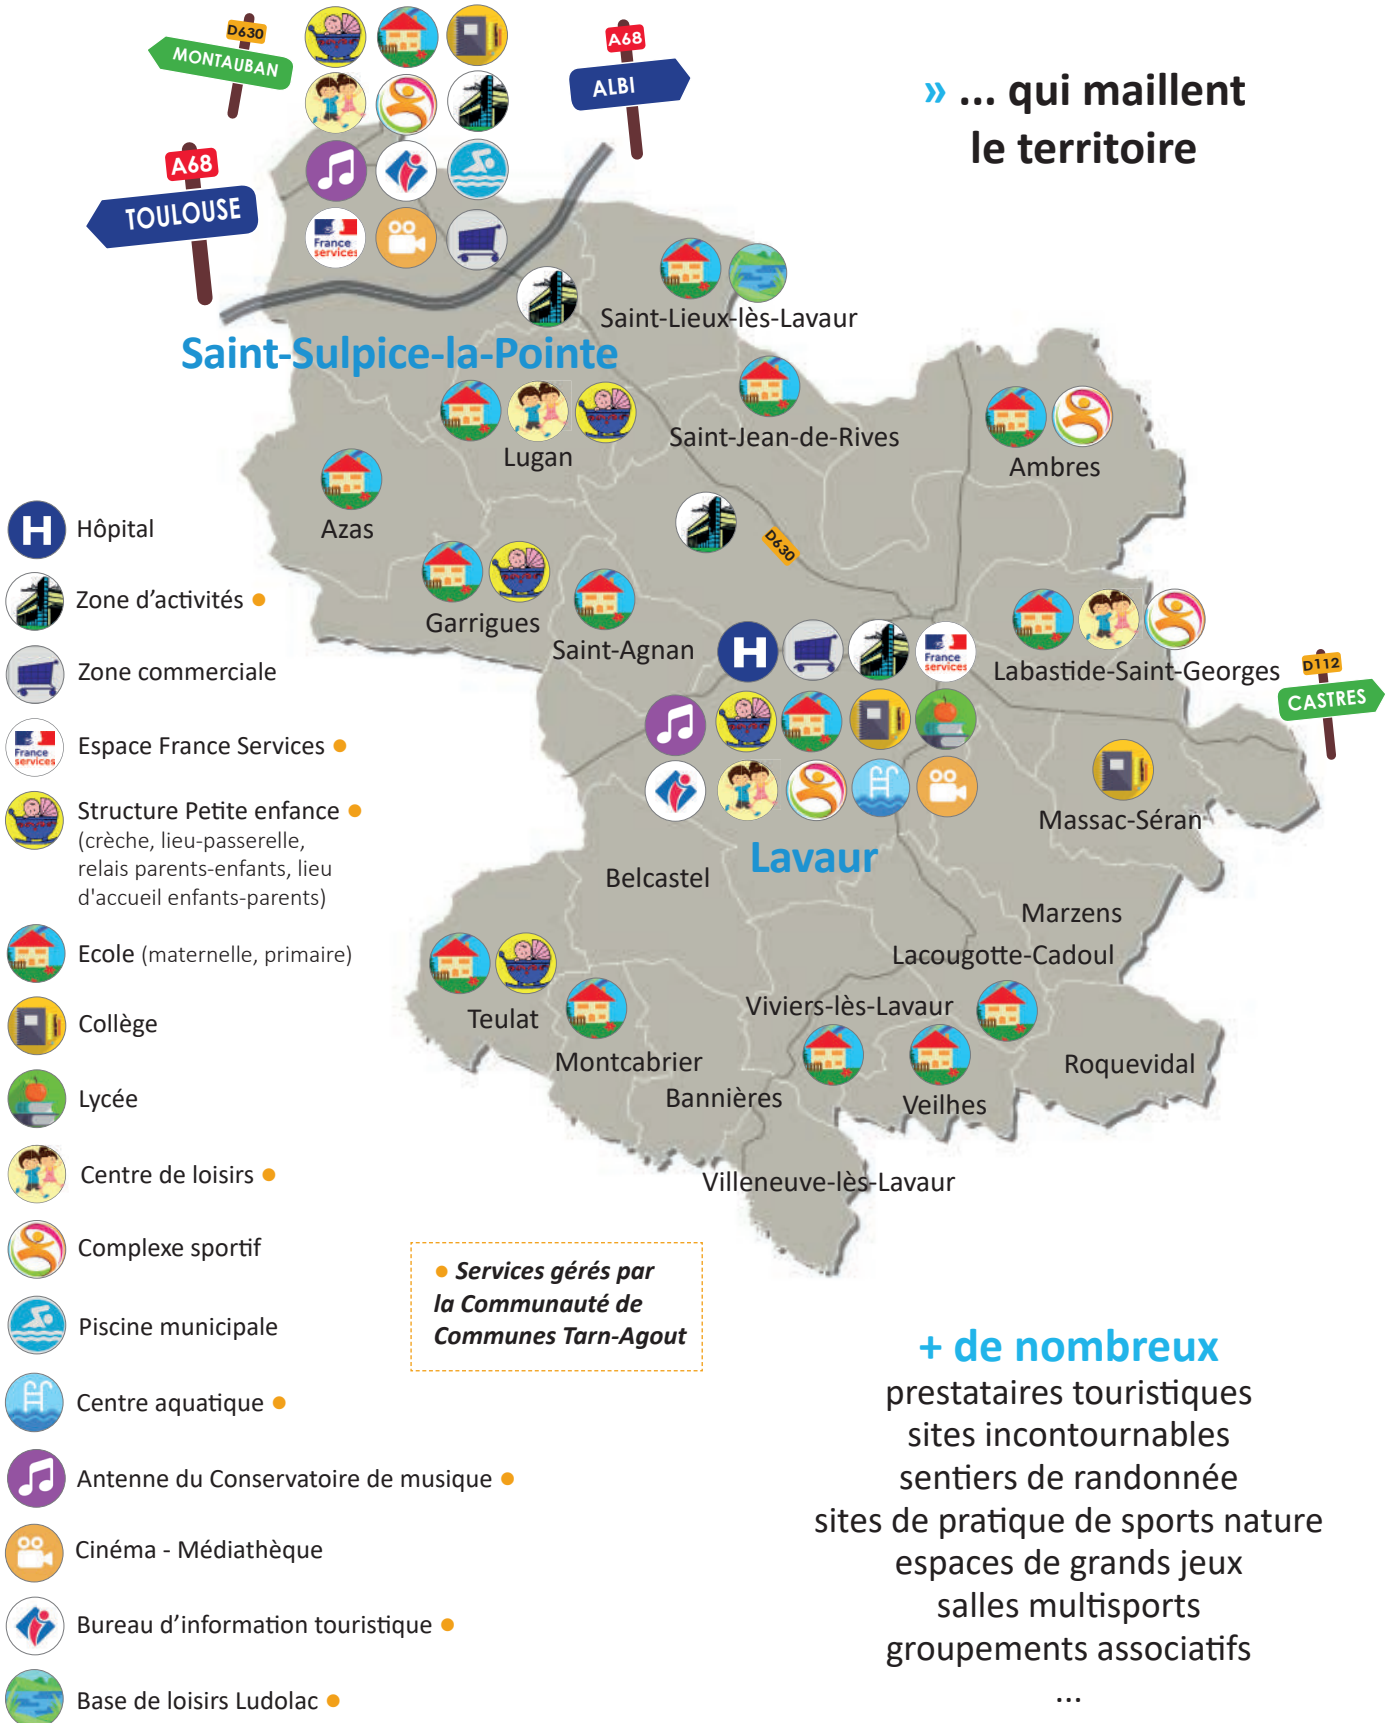 D630
MONTAUBAN
A68
ALBI
» ... qui maillent
le territoire
A68
TOULOUSE
France
services
Saint-Lieux-lès-Lavaur
Saint-Sulpice-la-Pointe
Saint-Jean-de-Rives
Lugan
Ambres
Azas
D630
Garrigues
Saint-Agnan
H
France
services
Labastide-Saint-Georges
D112
CASTRES
Massac-Séran
Lavaur
Belcastel
Marzens
Lacougotte-Cadoul
Viviers-lès-Lavaur
Teulat
Montcabrier
Roquevidal
Bannières
Veilhes
Villeneuve-lès-Lavaur
H Hôpital
Zone d'activités ●
Zone commerciale
France
services
Espace France Services ●
Structure Petite enfance ●
(crèche, lieu-passerelle,
relais parents-enfants, lieu
d'accueil enfants-parents)
Ecole (maternelle, primaire)
Collège
Lycée
Centre de loisirs ●
Complexe sportif
Piscine municipale
Centre aquatique ●
Antenne du Conservatoire de musique ●
Cinéma - Médiathèque
Bureau d'information touristique ●
Base de loisirs Ludolac ●
● Services gérés par
la Communauté de
Communes Tarn-Agout
+ de nombreux
prestataires touristiques
sites incontournables
sentiers de randonnée
sites de pratique de sports nature
espaces de grands jeux
salles multisports
groupements associatifs
...